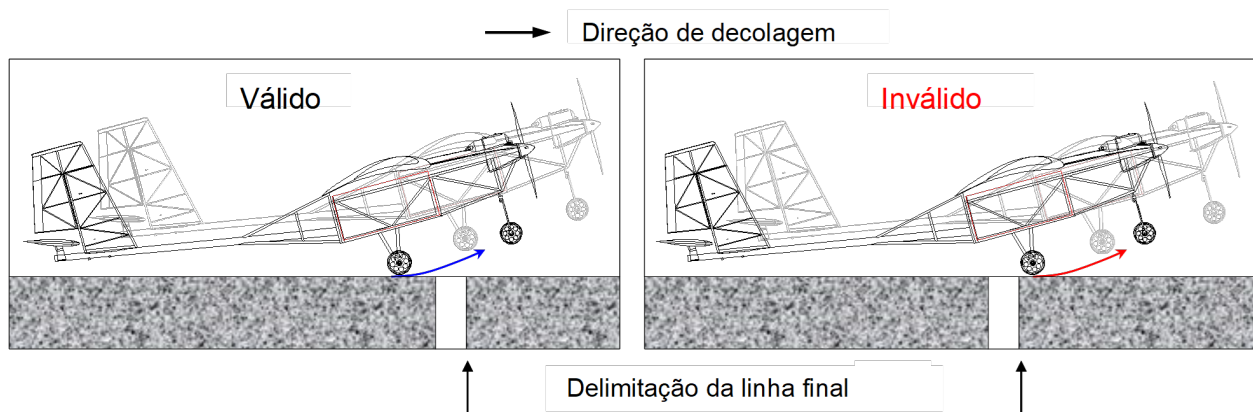 Direção de decolagem
Válido
Inválido
Delimitação da linha final